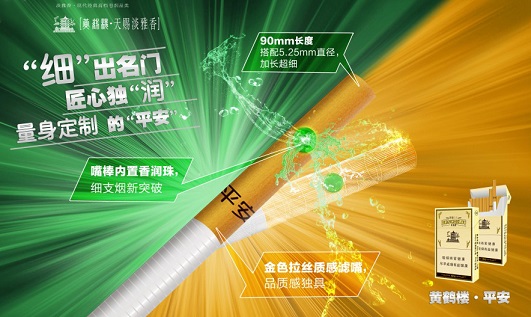 [黄鹤楼·天赐淡雅香]
“细”出名门
匠心独“润”
量身定制 的“平安”
90mm长度
搭配5.25mm直径，
加长超细
嘴棒内置香润珠，
细支烟新突破
平安
金色拉丝质感滤嘴，
品质感独具
黄鹤楼·平安